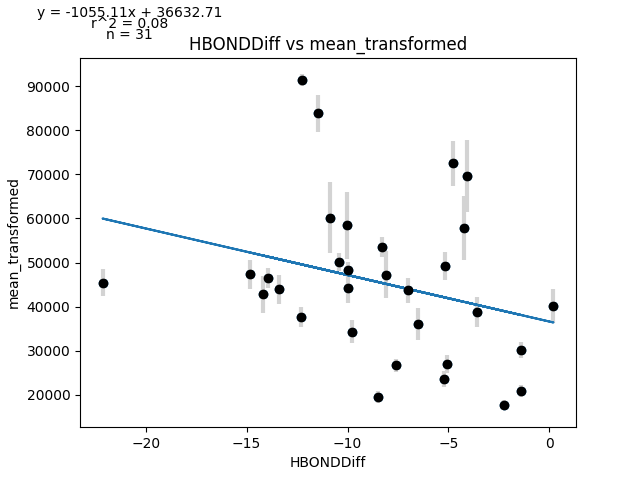 y = -1055.11x + 36632.71
r^2 = 0.08
n = 31
HBONDDiff vs mean_transformed
90000
80000
70000
60000
50000
40000
30000
20000
mean_transformed
−20
−15
−10
−5
0
HBONDDiff